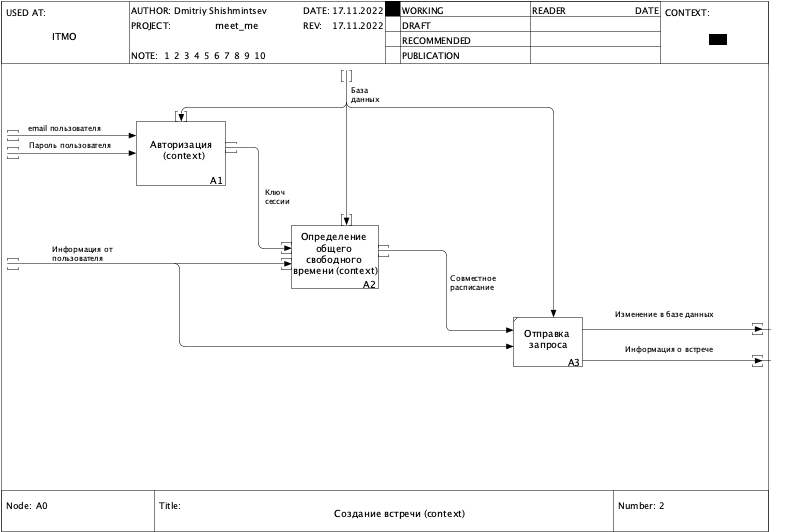 USED AT:
ITMO
AUTHOR: Dmitriy Shishmintsev
DATE: 17.11.2022
PROJECT: meet_me
REV: 17.11.2022
NOTE: 1 2 3 4 5 6 7 8 9 10
WORKING
DRAFT
RECOMMENDED
PUBLICATION
READER
DATE
CONTEXT:
База
данных
email пользователя
Пароль пользователя
Авторизация
(context)
A1
Ключ
сессии
Информация от
пользователя
Определение
общего
свободного
времени (context)
A2
Совместное
расписание
Отправка
запроса
A3
Изменение в базе данных
Информация о встрече
Node: A0
Title:
Создание встречи (context)
Number: 2